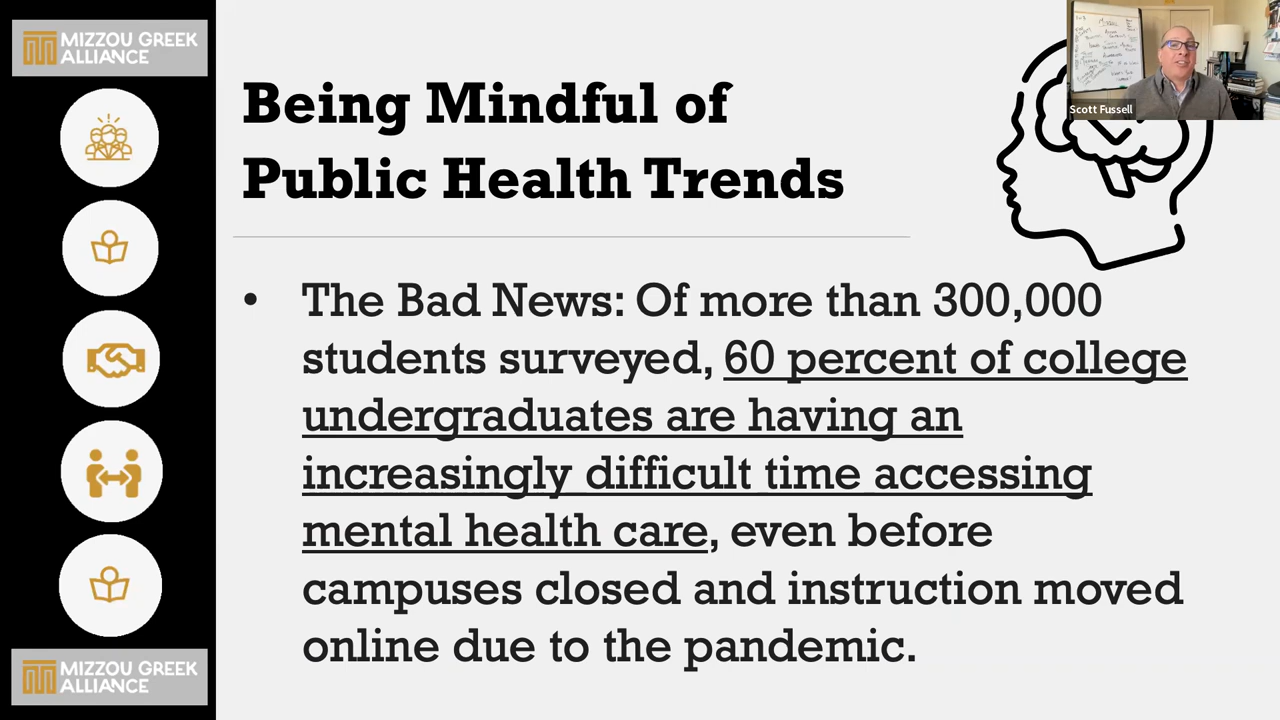 MIZZOU GREEK
ALLIANCE
Scott Fussell
Being Mindful of
Public Health Trends
• The Bad News: Of more than 300,000
students surveyed, 60 percent of college
undergraduates are having an
increasingly difficult time accessing
mental health care, even before
campuses closed and instruction moved
online due to the pandemic.
MIZZOU GREEK
ALLIANCE